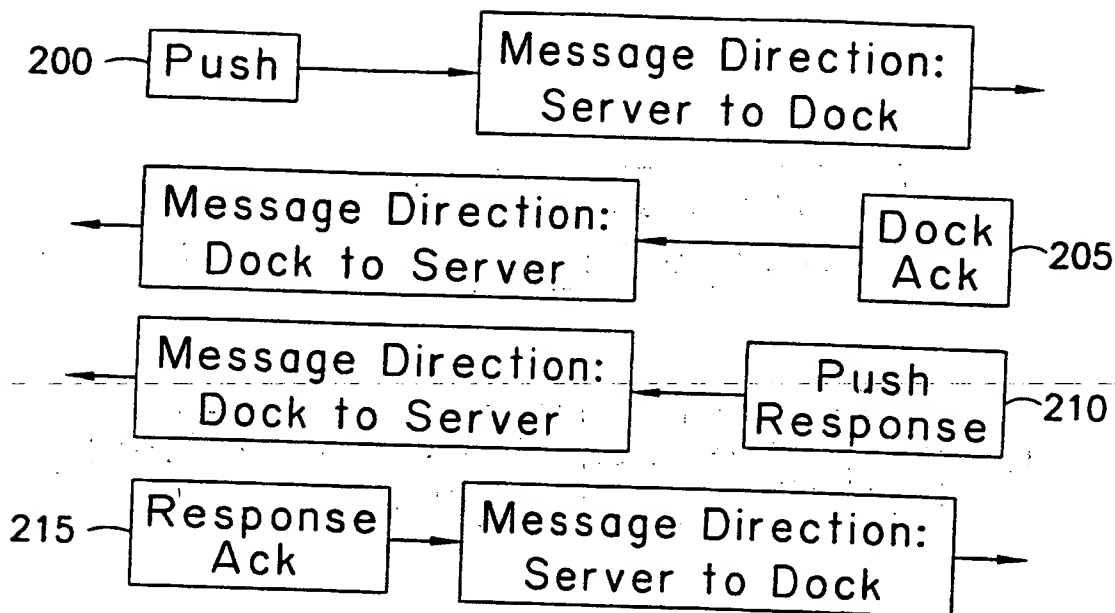 200 Push Message Direction:
Server to Dock
Message Direction: Dock
Dock to Server Ack 205
Message Direction: Push
Dock to Server Response 210
215 Response Message Direction:
Ack Server to Dock